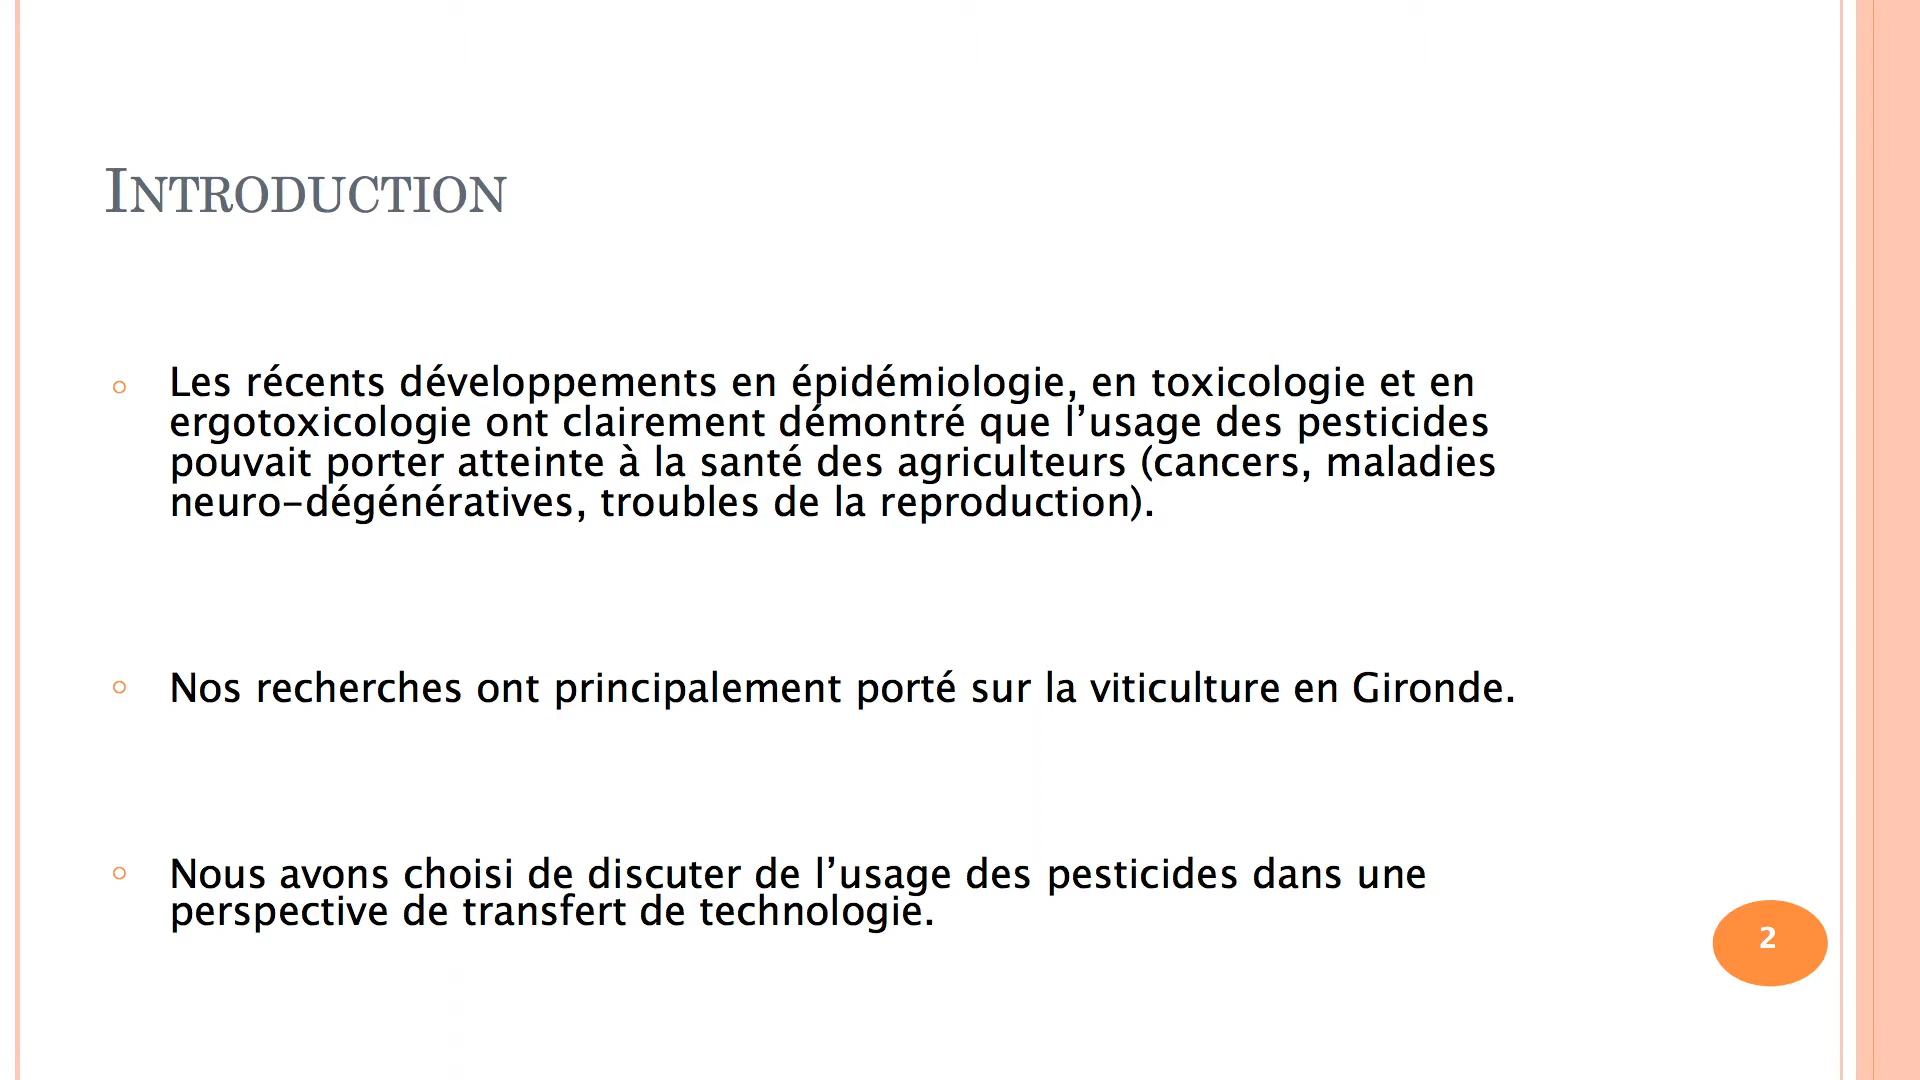 INTRODUCTION
Les récents développements en épidémiologie, en toxicologie et en
ergotoxicologie ont clairement démontré que l’usage des pesticides
pouvait porter atteinte à la santé des agriculteurs (cancers, maladies
neuro-dégénératives, troubles de la reproduction).
Nos recherches ont principalement porté sur la viticulture en Gironde.
Nous avons choisi de discuter de l’usage des pesticides dans une
perspective de transfert de technologie.
2